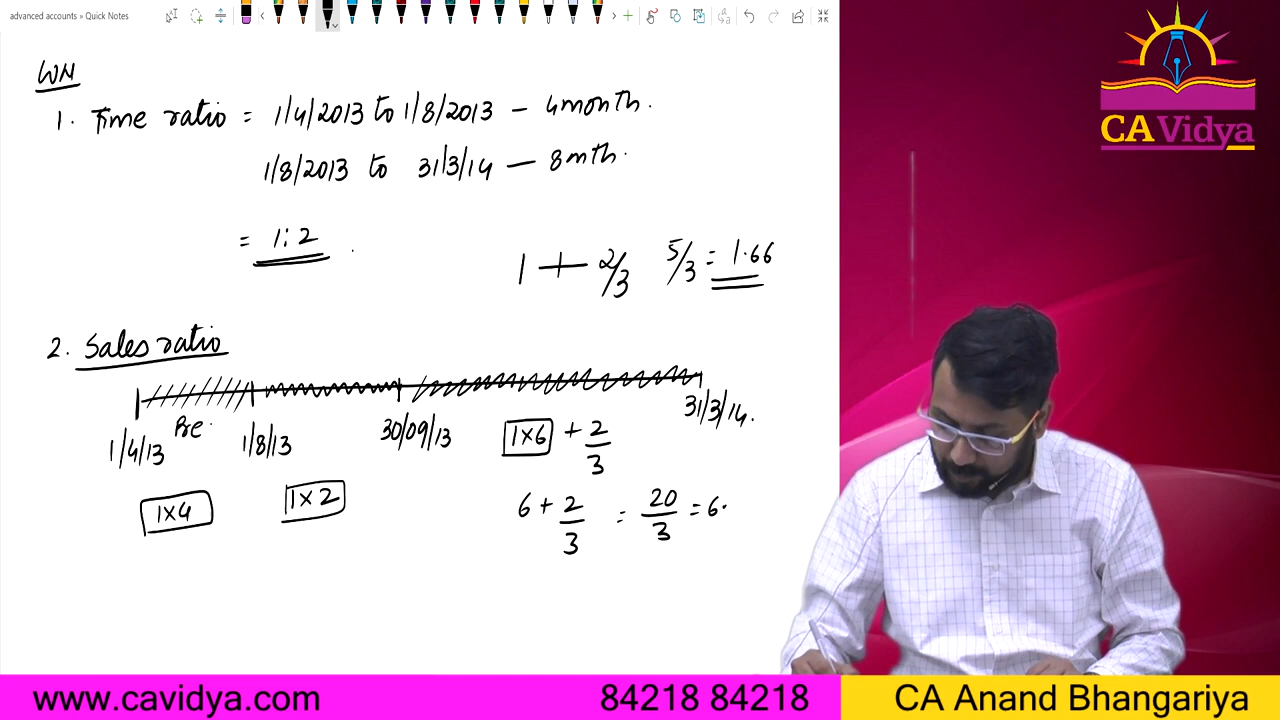 advanced accounts » Quick Notes
WN
1. Time ratio = 1/4/2013 to 1/8/2013 - 4month.
1/8/2013 to 31/3/14 - 8mth.
= 1:2
1 + 2/3 5/3 = 1.66
2. Sales ratio
1/4/13 Pre. 1/8/13 30/09/13 31/3/14.
1x4 1x2 1x6 + 2/3
6 + 2/3 = 20/3 = 6.
CA Vidya
www.cavidya.com 84218 84218 CA Anand Bhangariya